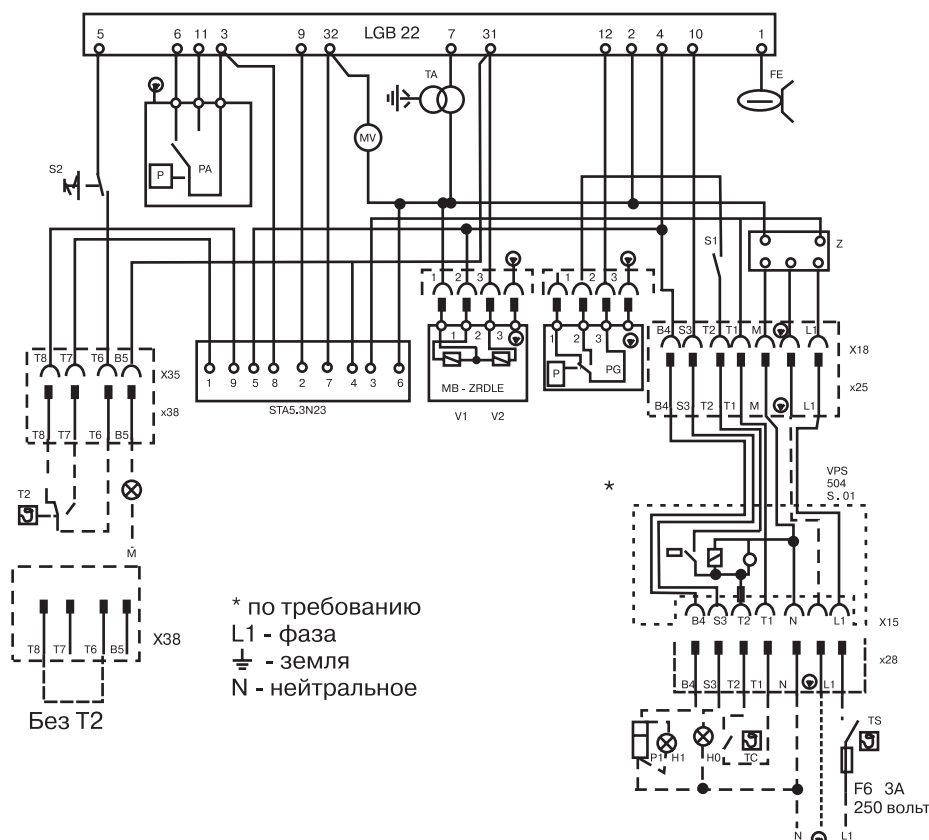 LGB 22
5 6 11 3 9 32 7 31 12 2 4 10 1
TA
FE
MV
S2
P PA
S1
Z
1 2 3
1 2 3
T8 T7 T6 B5
X35
1 9 5 8 2 7 4 3 6
STA5.3N23
1 2 3
MB - ZRDLE
V1 V2
1 2 3
P PG
B4 S3 T2 T1 M L1
X18
x38
x25
T8 T7 T6 B5
B4 S3 T2 T1 M L1
T2
M
*
VPS
504
S.01
T8 T7 T6 B5
X38
Без T2
* по требованию
L1 - фаза
- земля
N - нейтральное
B4 S3 T2 T1 N L1
X15
x28
B4 S3 T2 T1 N L1
P1 H1 H0 TC
TS
F6 3A
250 вольт
N L1